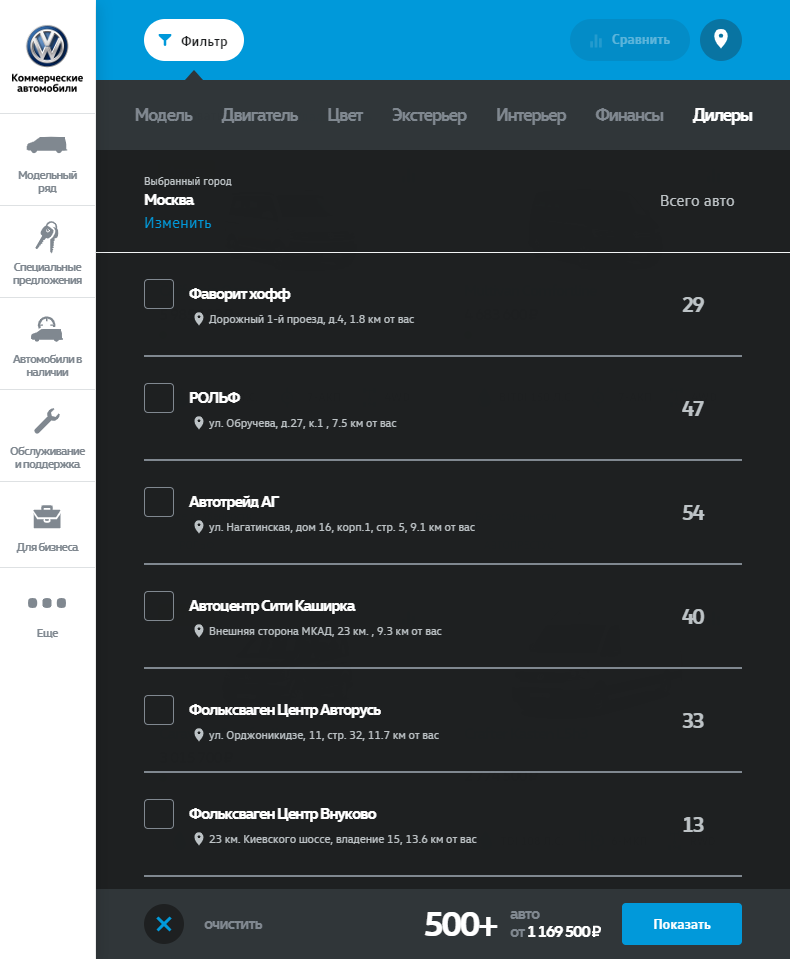 Фильтр
Сравнить
Коммерческие
автомобили
Модельный
ряд
Специальные
предложения
Автомобили в
наличии
Обслуживание
и поддержка
Для бизнеса
Еще
Модель
Двигатель
Цвет
Экстерьер
Интерьер
Финансы
Дилеры
Выбранный город
Москва
Изменить
Всего авто
Фаворит хофф
Дорожный 1-й проезд, д.4, 1.8 км от вас
29
РОЛЬФ
ул. Обручева, д.27, к.1 , 7.5 км от вас
47
Автотрейд АГ
ул. Нагатинская, дом 16, корп.1, стр. 5, 9.1 км от вас
54
Автоцентр Сити Каширка
Внешняя сторона МКАД, 23 км. , 9.3 км от вас
40
Фольксваген Центр Авторусь
ул. Орджоникидзе, 11, стр. 32, 11.7 км от вас
33
Фольксваген Центр Внуково
23 км. Киевского шоссе, владение 15, 13.6 км от вас
13
очистить
500+
авто
от 1 169 500 ₽
Показать